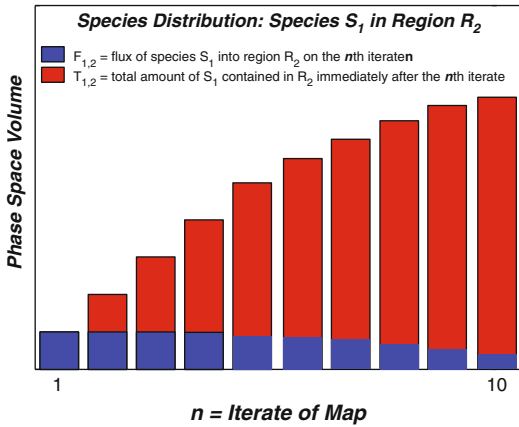 Species Distribution: Species S₁ in Region R₂
F₁,₂ = flux of species S₁ into region R₂ on the nth iteraten
T₁,₂ = total amount of S₁ contained in R₂ immediately after the nth iterate
Phase Space Volume
1 10
n = Iterate of Map